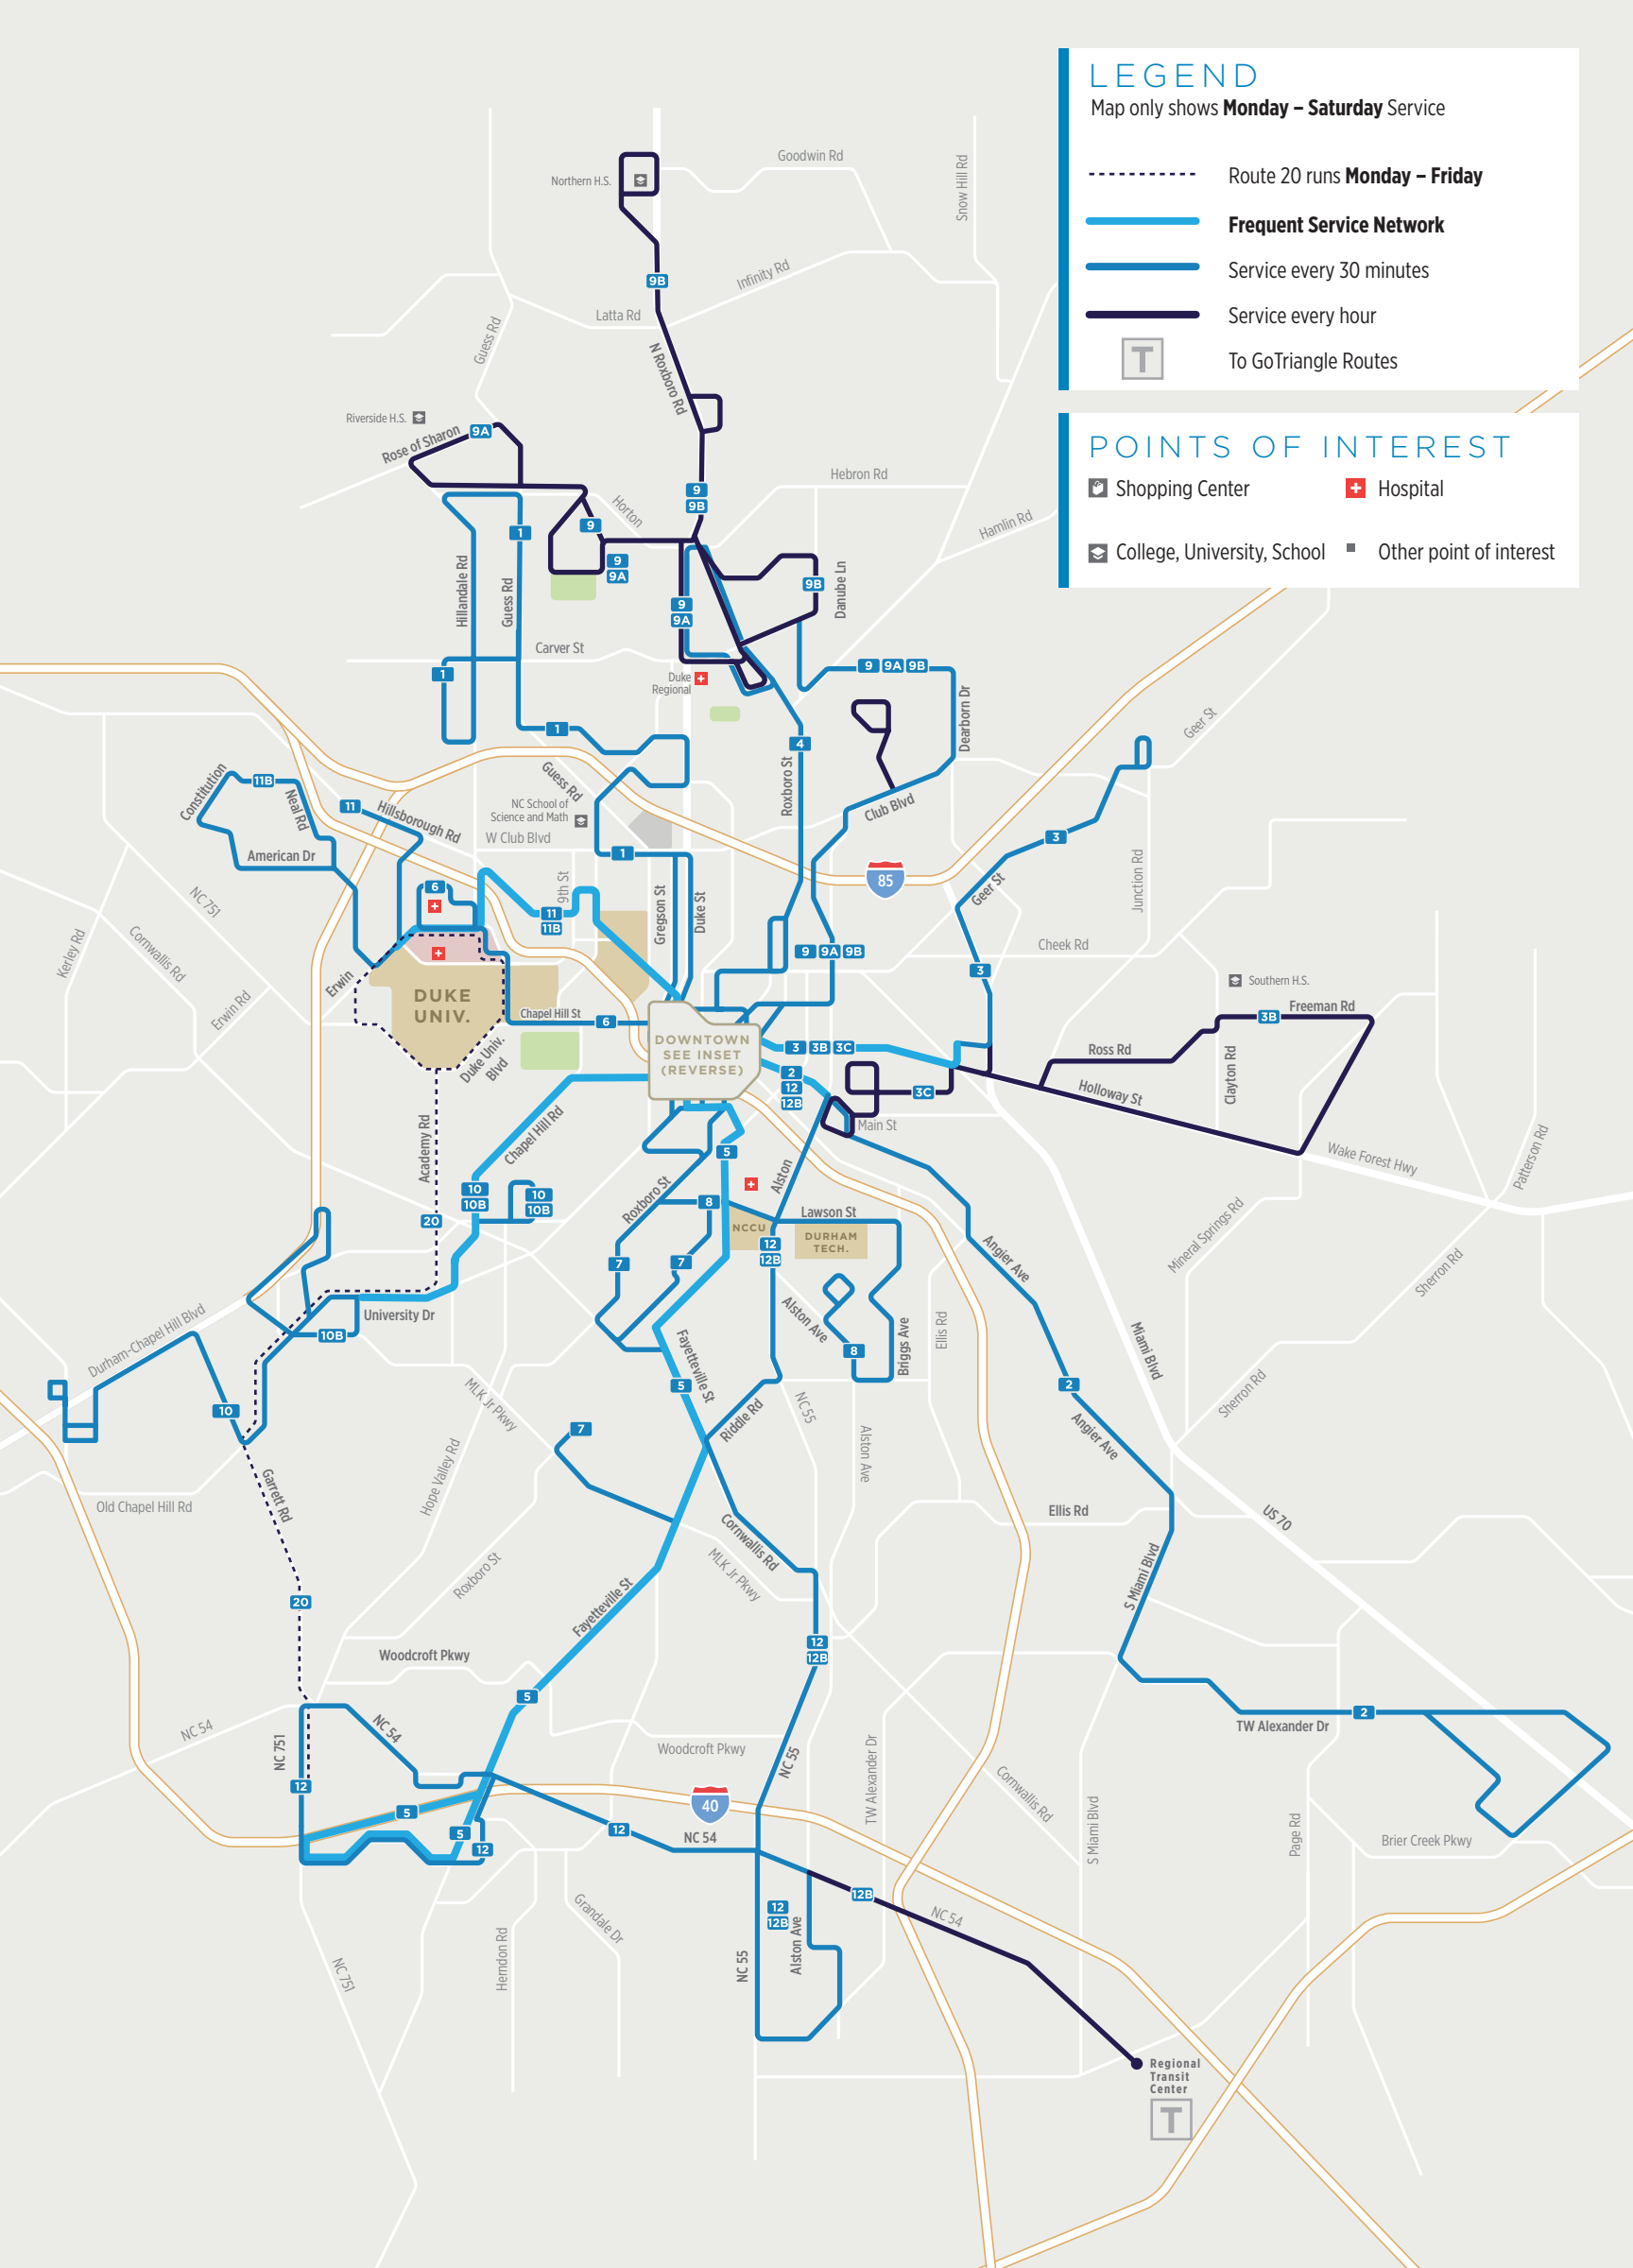 LEGEND
Map only shows Monday – Saturday Service
Route 20 runs Monday – Friday
Frequent Service Network
Service every 30 minutes
Service every hour
T
To GoTriangle Routes
POINTS OF INTEREST
Shopping Center
Hospital
College, University, School
Other point of interest
Goodwin Rd
Snow Hill Rd
Northern H.S.
9B
Infinity Rd
Latta Rd
Guess Rd
N Roxboro Rd
Riverside H.S.
9A
Rose of Sharon
Hebron Rd
9
9B
Horton
Hamlin Rd
9
1
9
9A
Hillandale Rd
Guess Rd
9B
Danube Ln
9
9A
Carver St
1
Duke
Regional
9 9A 9B
Dearborn Dr
Geer St
1
4
Roxboro St
Guess Rd
Constitution
11B
Neal Rd
11
Hillsborough Rd
NC School of
Science and Math
W Club Blvd
Club Blvd
3
American Dr
1
85
Geer St
Junction Rd
6
9th St
11
11B
Gregson St
Duke St
NC 751
Cornwallis Rd
Kerley Rd
9 9A 9B
Cheek Rd
3
Southern H.S.
Erwin
Erwin Rd
DUKE
UNIV.
Chapel Hill St
6
Freeman Rd
3B
DOWNTOWN
SEE INSET
(REVERSE)
3 3B 3C
Ross Rd
Duke Univ.
Blvd
2
12
12B
3C
Clayton Rd
Holloway St
Main St
Academy Rd
Chapel Hill Rd
Wake Forest Hwy
Patterson Rd
5
Alston
10
10B
10
10B
Roxboro St
8
Lawson St
20
NCCU
DURHAM
TECH.
12
12B
Mineral Springs Rd
7
7
Angier Ave
Sherron Rd
University Dr
Alston Ave
10B
Durham-Chapel Hill Blvd
Fayetteville St
8
Briggs Ave
Ellis Rd
Miami Blvd
5
2
10
MLK Jr Pkwy
Riddle Rd
NC 55
Sherron Rd
7
Angier Ave
Hope Valley Rd
Alston Ave
Garrett Rd
Old Chapel Hill Rd
Ellis Rd
US 70
Cornwallis Rd
MLK Jr Pkwy
Roxboro St
Fayetteville St
S Miami Blvd
20
12
12B
Woodcroft Pkwy
5
NC 54
NC 54
TW Alexander Dr
2
NC 751
Woodcroft Pkwy
NC 55
TW Alexander Dr
12
Cornwallis Rd
S Miami Blvd
Page Rd
5
40
12
5
12
NC 54
Brier Creek Pkwy
12B
12
12B
NC 54
Grandale Dr
Herndon Rd
NC 751
NC 55
Alston Ave
Regional
Transit
Center
T